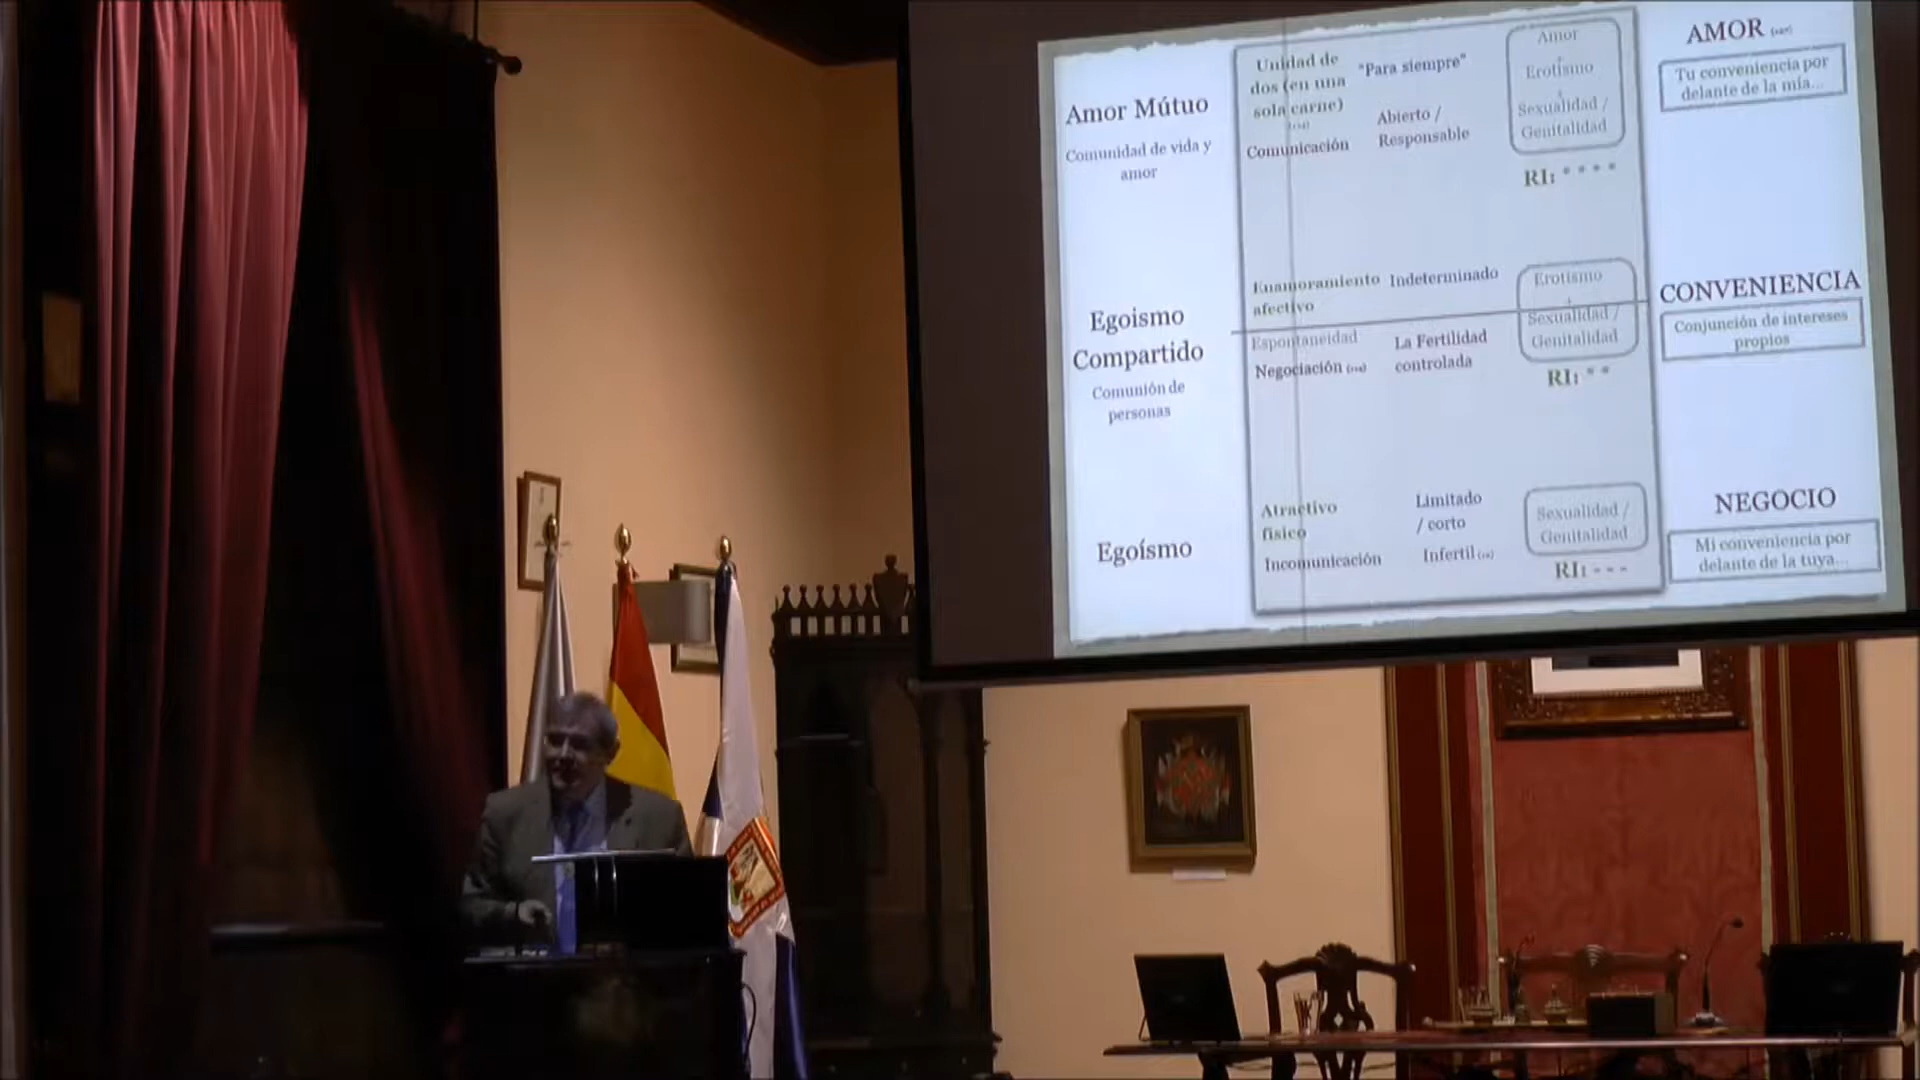 Amor Mútuo
Comunidad de vida y
amor
Unidad de
dos (en una
sola carne)
Comunicación
"Para siempre"
Abierto /
Responsable
Amor
+
Erotismo
+
Sexualidad /
Genitalidad
RI: * * * *
AMOR
Tu conveniencia por
delante de la mía...
Egoismo
Compartido
Comunión de
personas
Enamoramiento
afectivo
Espontaneidad
Negociación
Indeterminado
La Fertilidad
controlada
Erotismo
+
Sexualidad /
Genitalidad
RI: * *
CONVENIENCIA
Conjunción de intereses
propios
Egoísmo
Atractivo
físico
Incomunicación
Limitado
/ corto
Infertil
Sexualidad /
Genitalidad
RI: - - -
NEGOCIO
Mi conveniencia por
delante de la tuya...